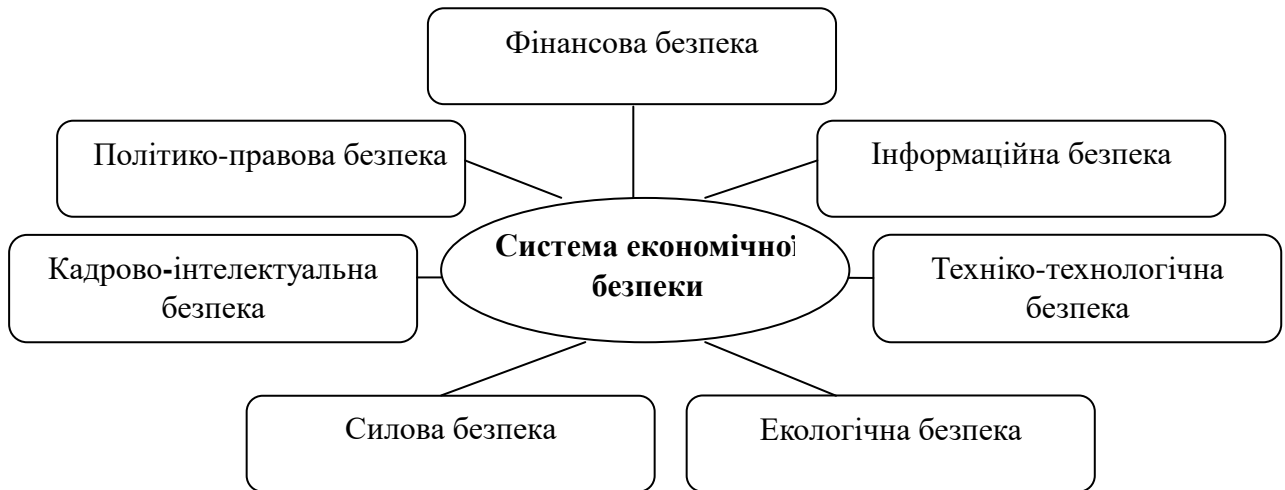 Фінансова безпека
Політико-правова безпека
Інформаційна безпека
Система економічної
безпеки
Кадрово-інтелектуальна
безпека
Техніко-технологічна
безпека
Силова безпека
Екологічна безпека